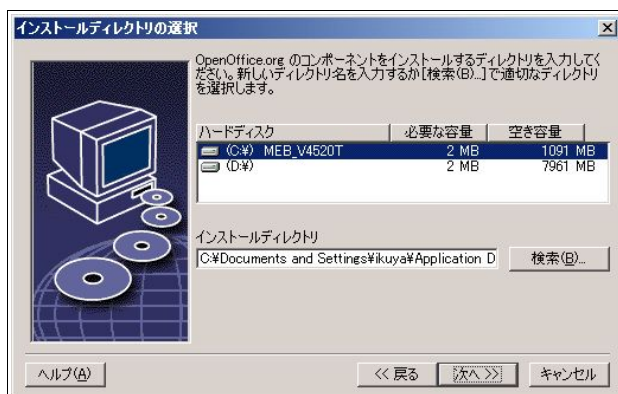 インストールディレクトリの選択
OpenOffice.org のコンポーネントをインストールするディレクトリを入力してく
ださい。新しいディレクトリ名を入力するか[検索(B)...]で適切なディレクトリ
を選択します。
ハードディスク 必要な容量 空き容量
(C:¥) MEB_V4520T 2 MB 1091 MB
(D:¥) 2 MB 7961 MB
インストールディレクトリ
C:¥Documents and Settings¥ikuya¥Application D 検索(B)...
ヘルプ(A) << 戻る 次へ >> キャンセル